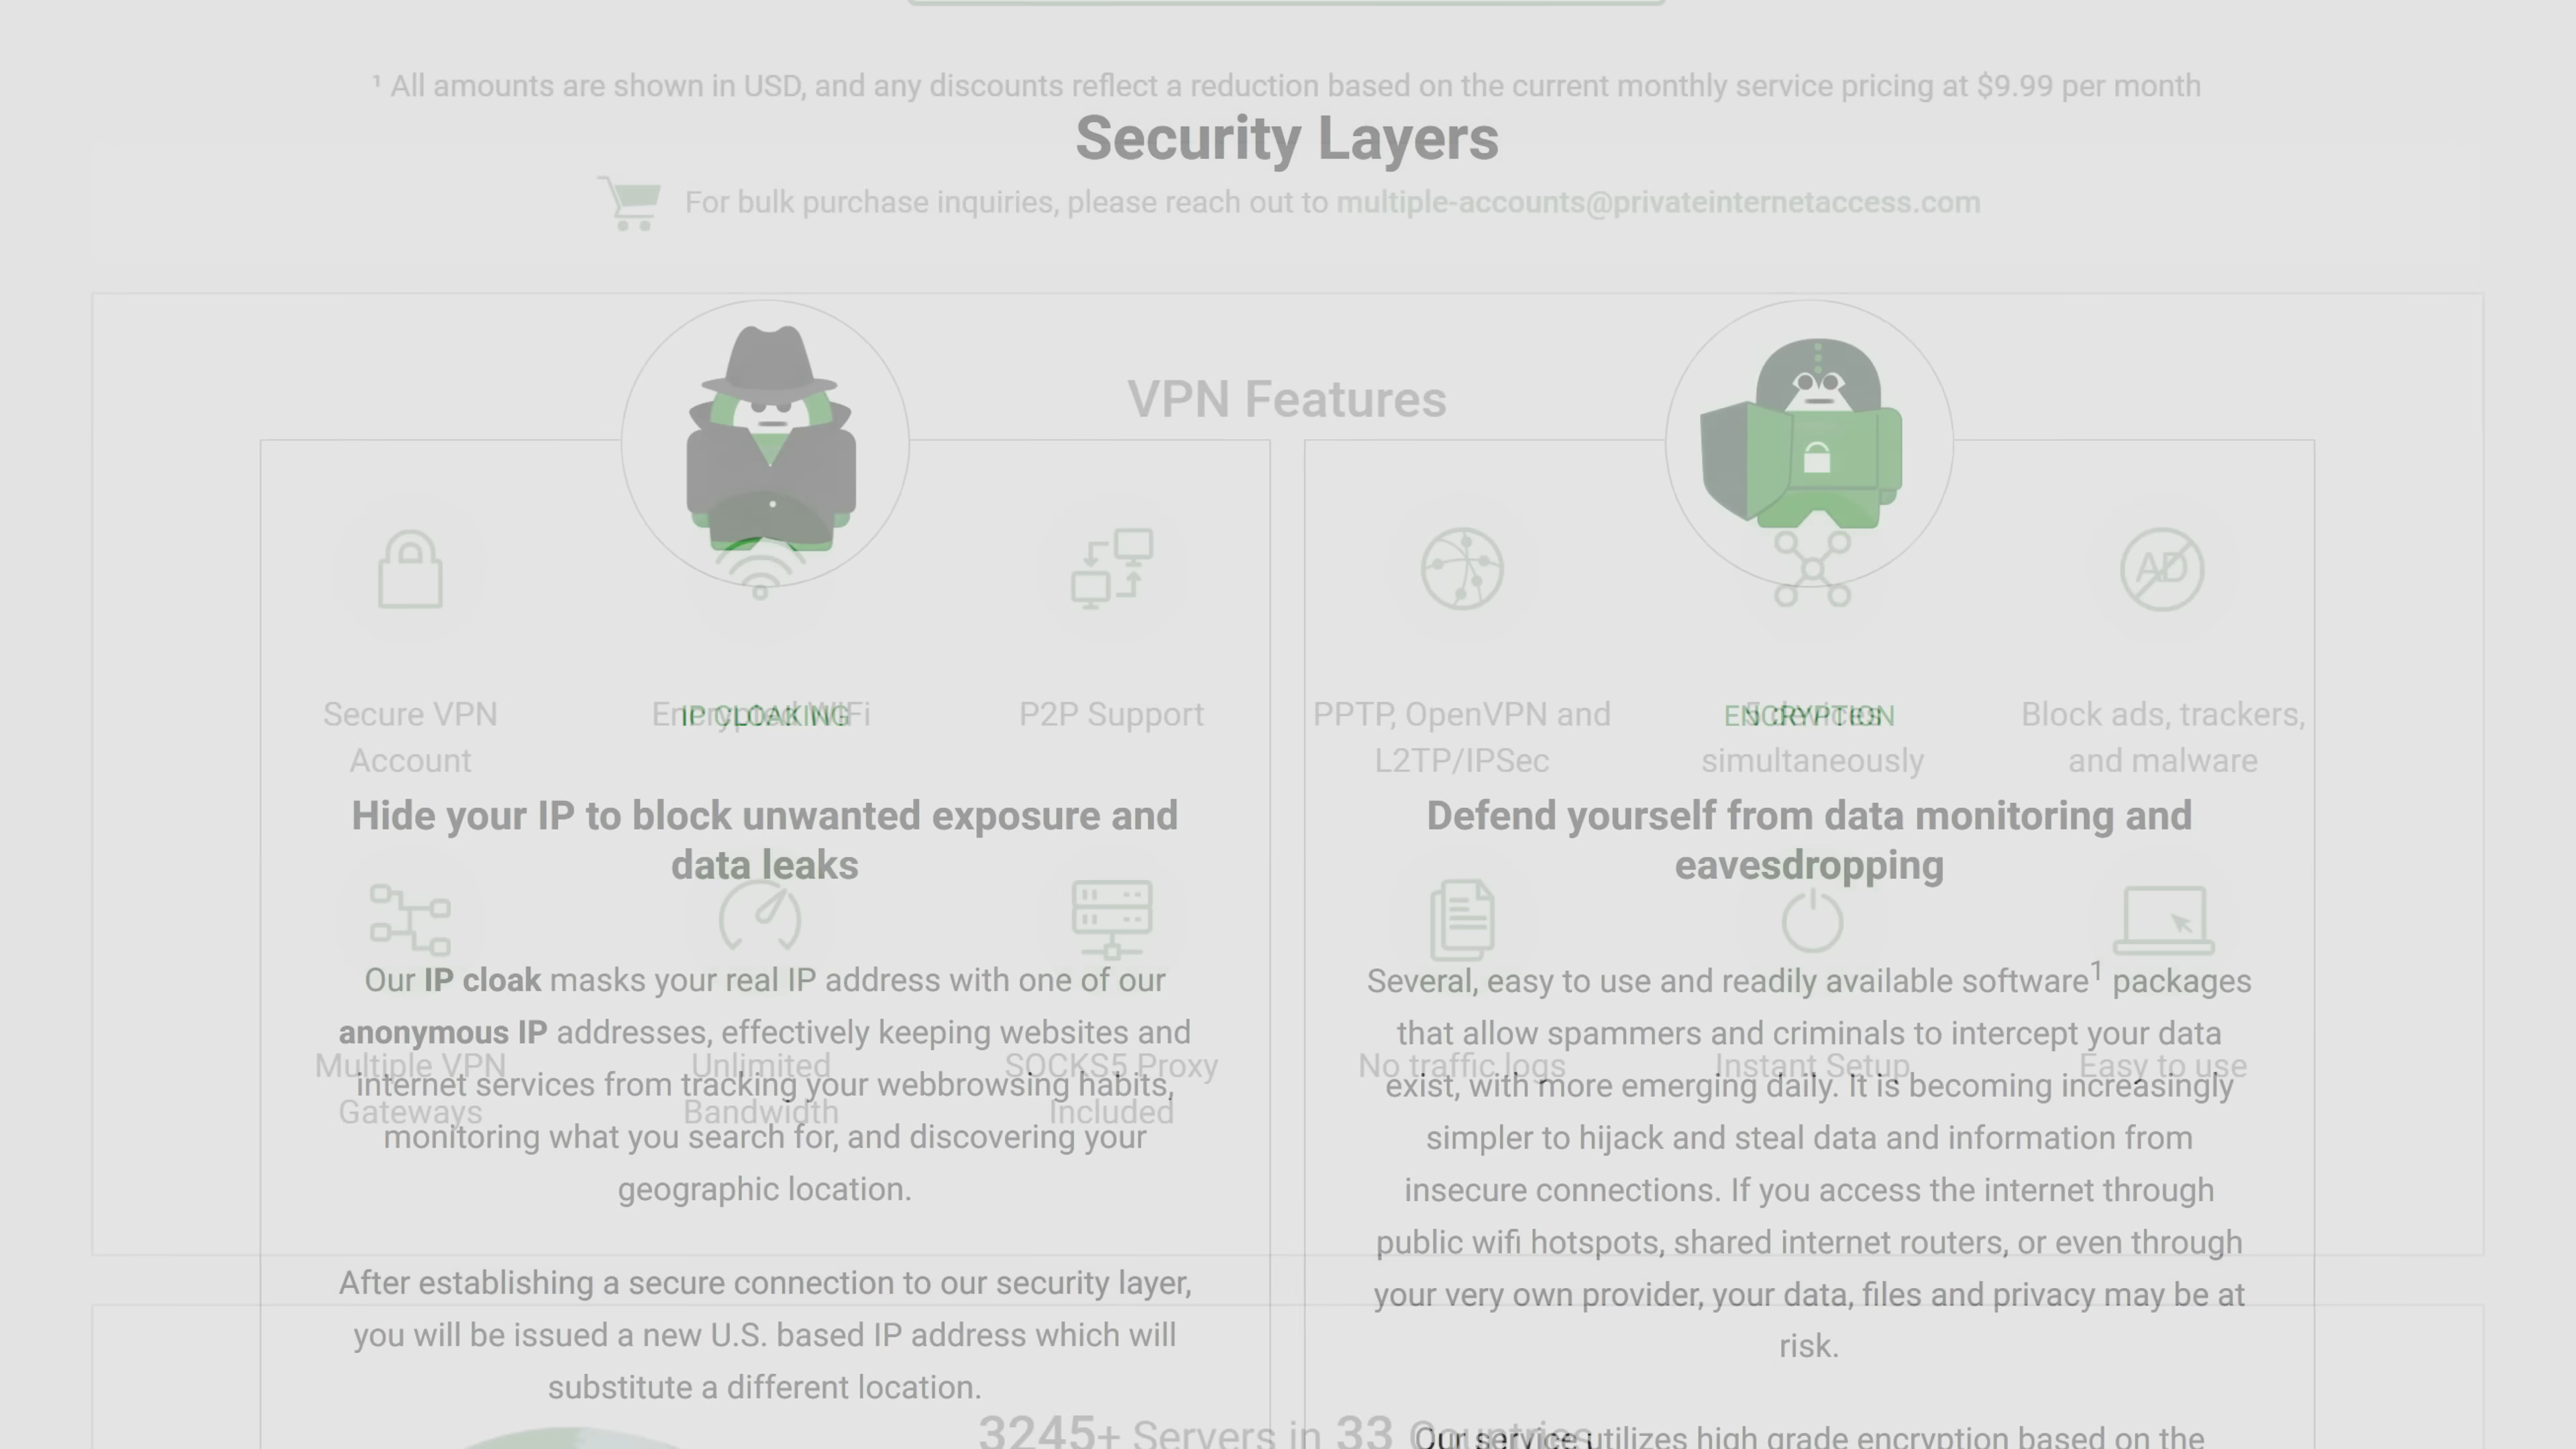 ¹ All amounts are shown in USD, and any discounts reflect a reduction based on the current monthly service pricing at $9.99 per month
Security Layers
For bulk purchase inquiries, please reach out to multiple-accounts@privateinternetaccess.com
VPN Features
AD
Secure VPN
Account
Encrypted WiFi
IP CLOAKING
P2P Support
PPTP, OpenVPN and
L2TP/IPSec
5 devices
simultaneously
ENCRYPTION
Block ads, trackers,
and malware
Hide your IP to block unwanted exposure and
data leaks
Our IP cloak masks your real IP address with one of our
anonymous IP addresses, effectively keeping websites and
internet services from tracking your webbrowsing habits,
monitoring what you search for, and discovering your
geographic location.
After establishing a secure connection to our security layer,
you will be issued a new U.S. based IP address which will
substitute a different location.
Defend yourself from data monitoring and
eavesdropping
Several, easy to use and readily available software¹ packages
that allow spammers and criminals to intercept your data
exist, with more emerging daily. It is becoming increasingly
simpler to hijack and steal data and information from
insecure connections. If you access the internet through
public wifi hotspots, shared internet routers, or even through
your very own provider, your data, files and privacy may be at
risk.
Our service utilizes high grade encryption based on the
Multiple VPN
Gateways
Unlimited
Bandwidth
SOCKS5 Proxy
Included
No traffic logs
Instant Setup
Easy to use
3245+ Servers in 33 Countries